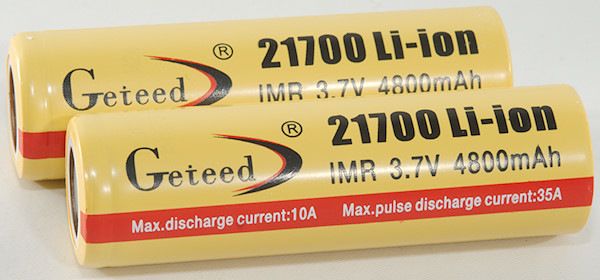 Geteed® 21700 Li-ion
IMR 3.7V 4800mAh
Geteed® 21700 Li-ion
IMR 3.7V 4800mAh
Max.discharge current:10A Max.pulse discharge current:35A